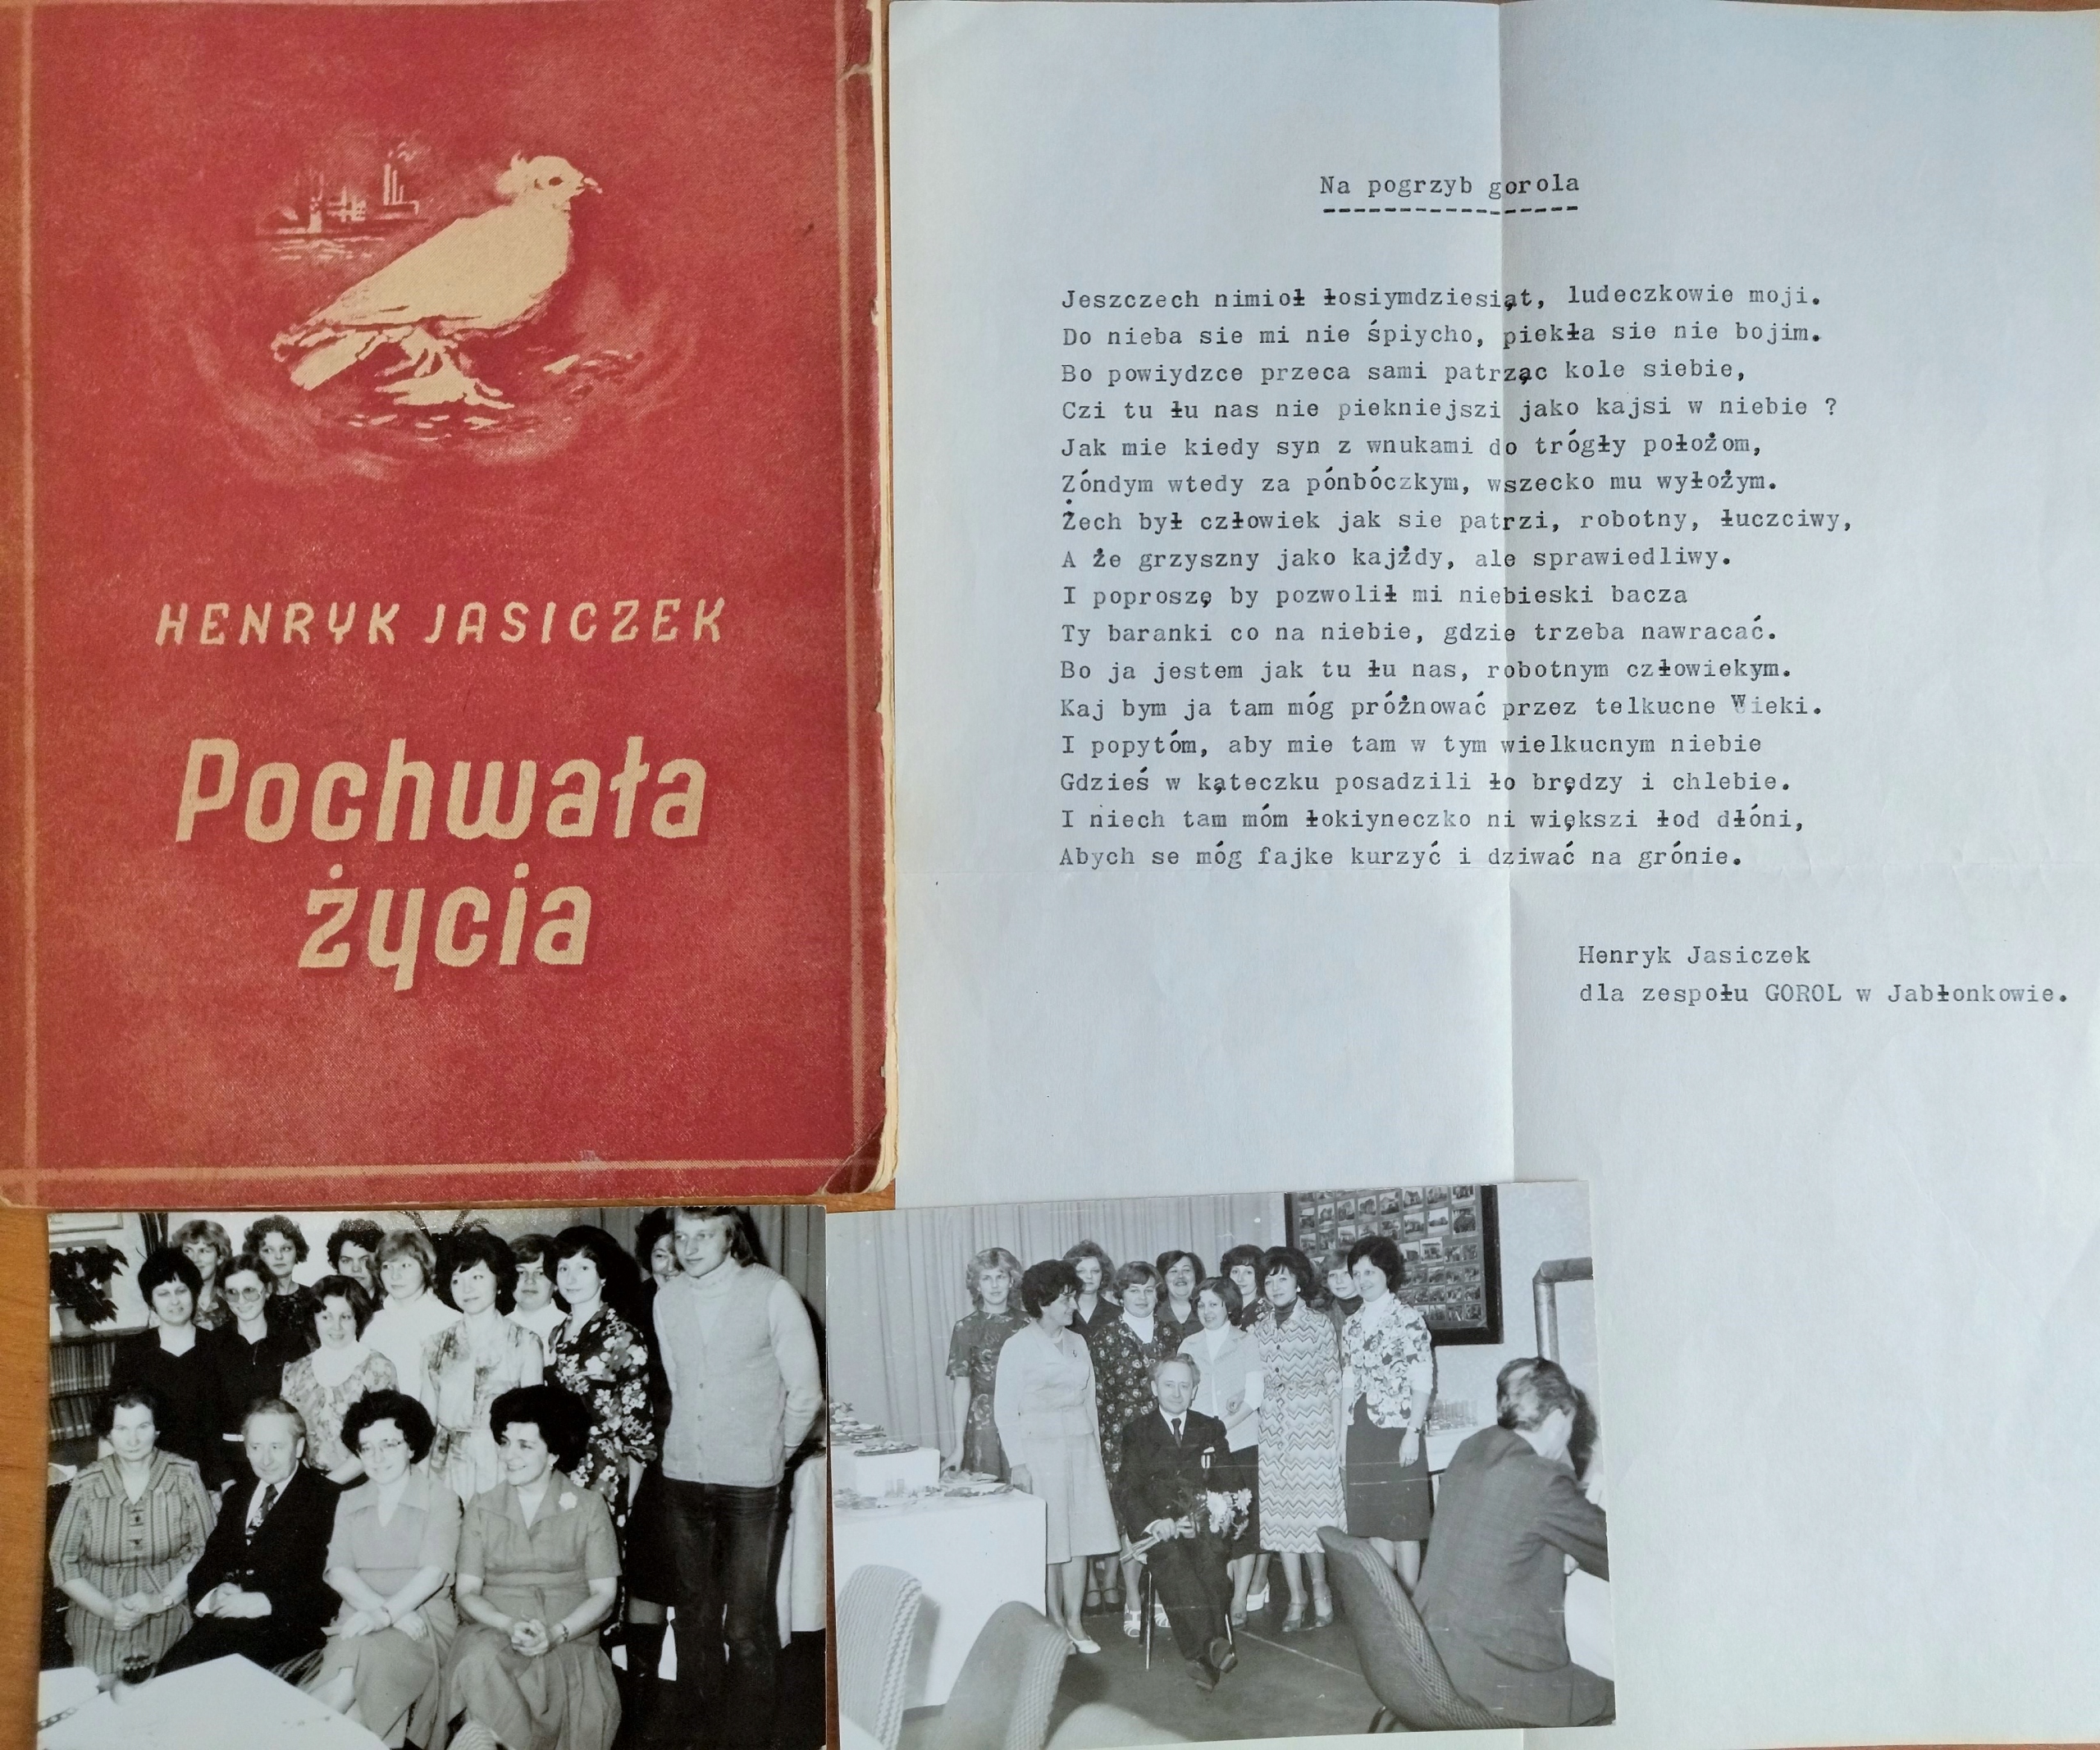 HENRYK JASICZEK
Pochwała
życia
Na pogrzyb gorola
Jeszczech nimioł łosiymdziesiąt, ludeczkowie moji.
Do nieba sie mi nie śpiycho, piekła sie nie bojim.
Bo powiydzce przeca sami patrząc kole siebie,
Czi tu łu nas nie piekniejszi jako kajsi w niebie ?
Jak mie kiedy syn z wnukami do trógły położom,
Zóndym wtedy za pónbóczkym, wszecko mu wyłożym.
Żech był człowiek jak sie patrzi, robotny, łuczciwy,
A że grzyszny jako kajżdy, ale sprawiedliwy.
I poproszę by pozwolił mi niebieski bacza
Ty baranki co na niebie, gdzie trzeba nawracać.
Bo ja jestem jak tu łu nas, robotnym człowiekym.
Kaj bym ja tam móg próżnować przez telkucne Wieki.
I popytóm, aby mie tam w tym wielkucnym niebie
Gdzieś w kąteczku posadzili ło brędzy i chlebie.
I niech tam móm łokiyneczko ni większi łod dłóni,
Abych se móg fajke kurzyć i dziwać na grónie.
Henryk Jasiczek
dla zespołu GOROL w Jabłonkowie.